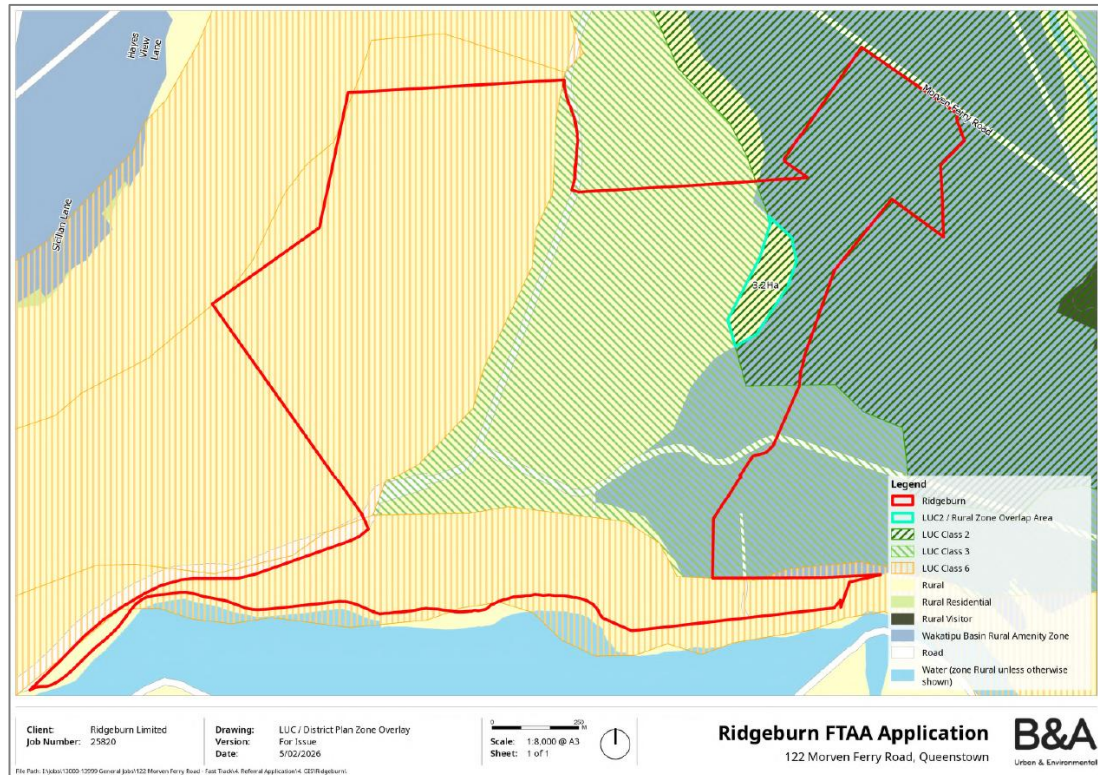 Hayes
View
Lane
Morven Ferry Road
Sicilian Lane
3.2Ha
Legend
Ridgeburn
LUC2 / Rural Zone Overlap Area
LUC Class 2
LUC Class 3
LUC Class 6
Rural
Rural Residential
Rural Visitor
Wakatipu Basin Rural Amenity Zone
Road
Water (zone Rural unless otherwise
shown)
Client: Ridgeburn Limited
Job Number: 25820
Drawing: LUC / District Plan Zone Overlay
Version: For Issue
Date: 5/02/2026
0 250
M
Scale: 1:8,000 @ A3
Sheet: 1 of 1
Ridgeburn FTAA Application
122 Morven Ferry Road, Queenstown
B&A
Urban & Environmental